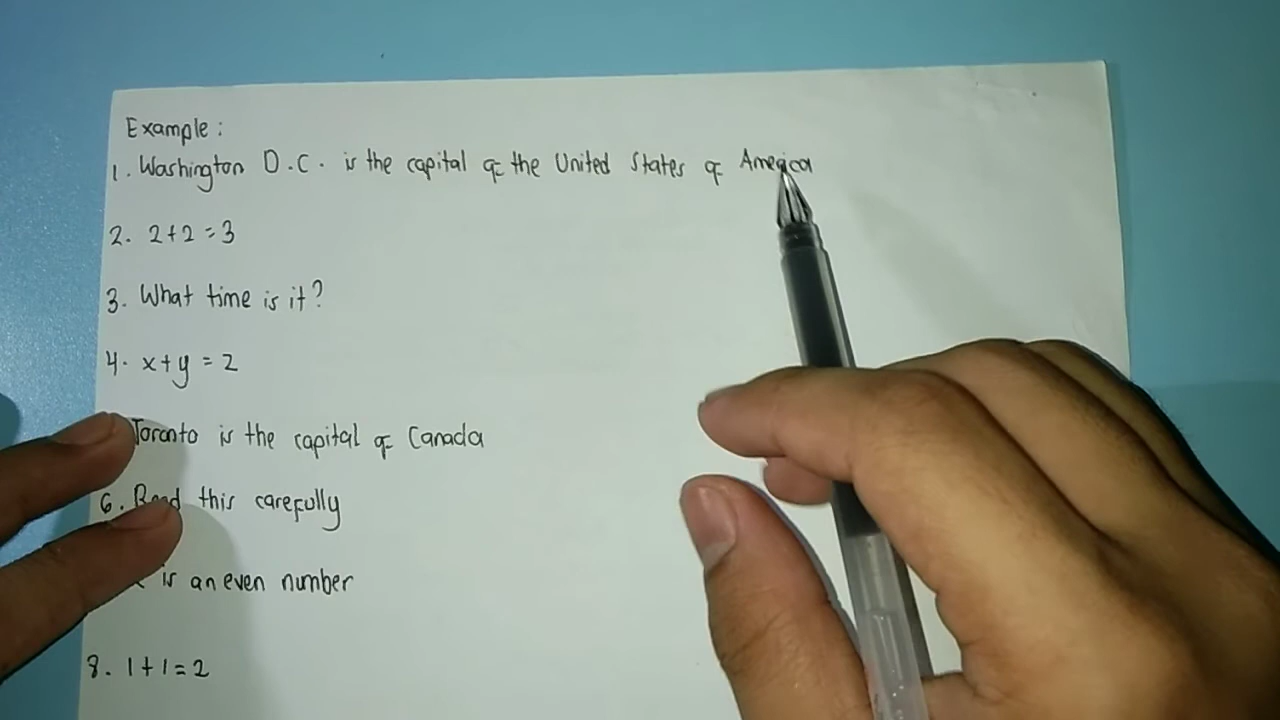 Example:
1. Washington D.C. is the capital of the United States of America
2. 2+2=3
3. What time is it?
4. x+y=2
Toronto is the capital of Canada
6. Read this carefully
is an even number
8. 1+1=2